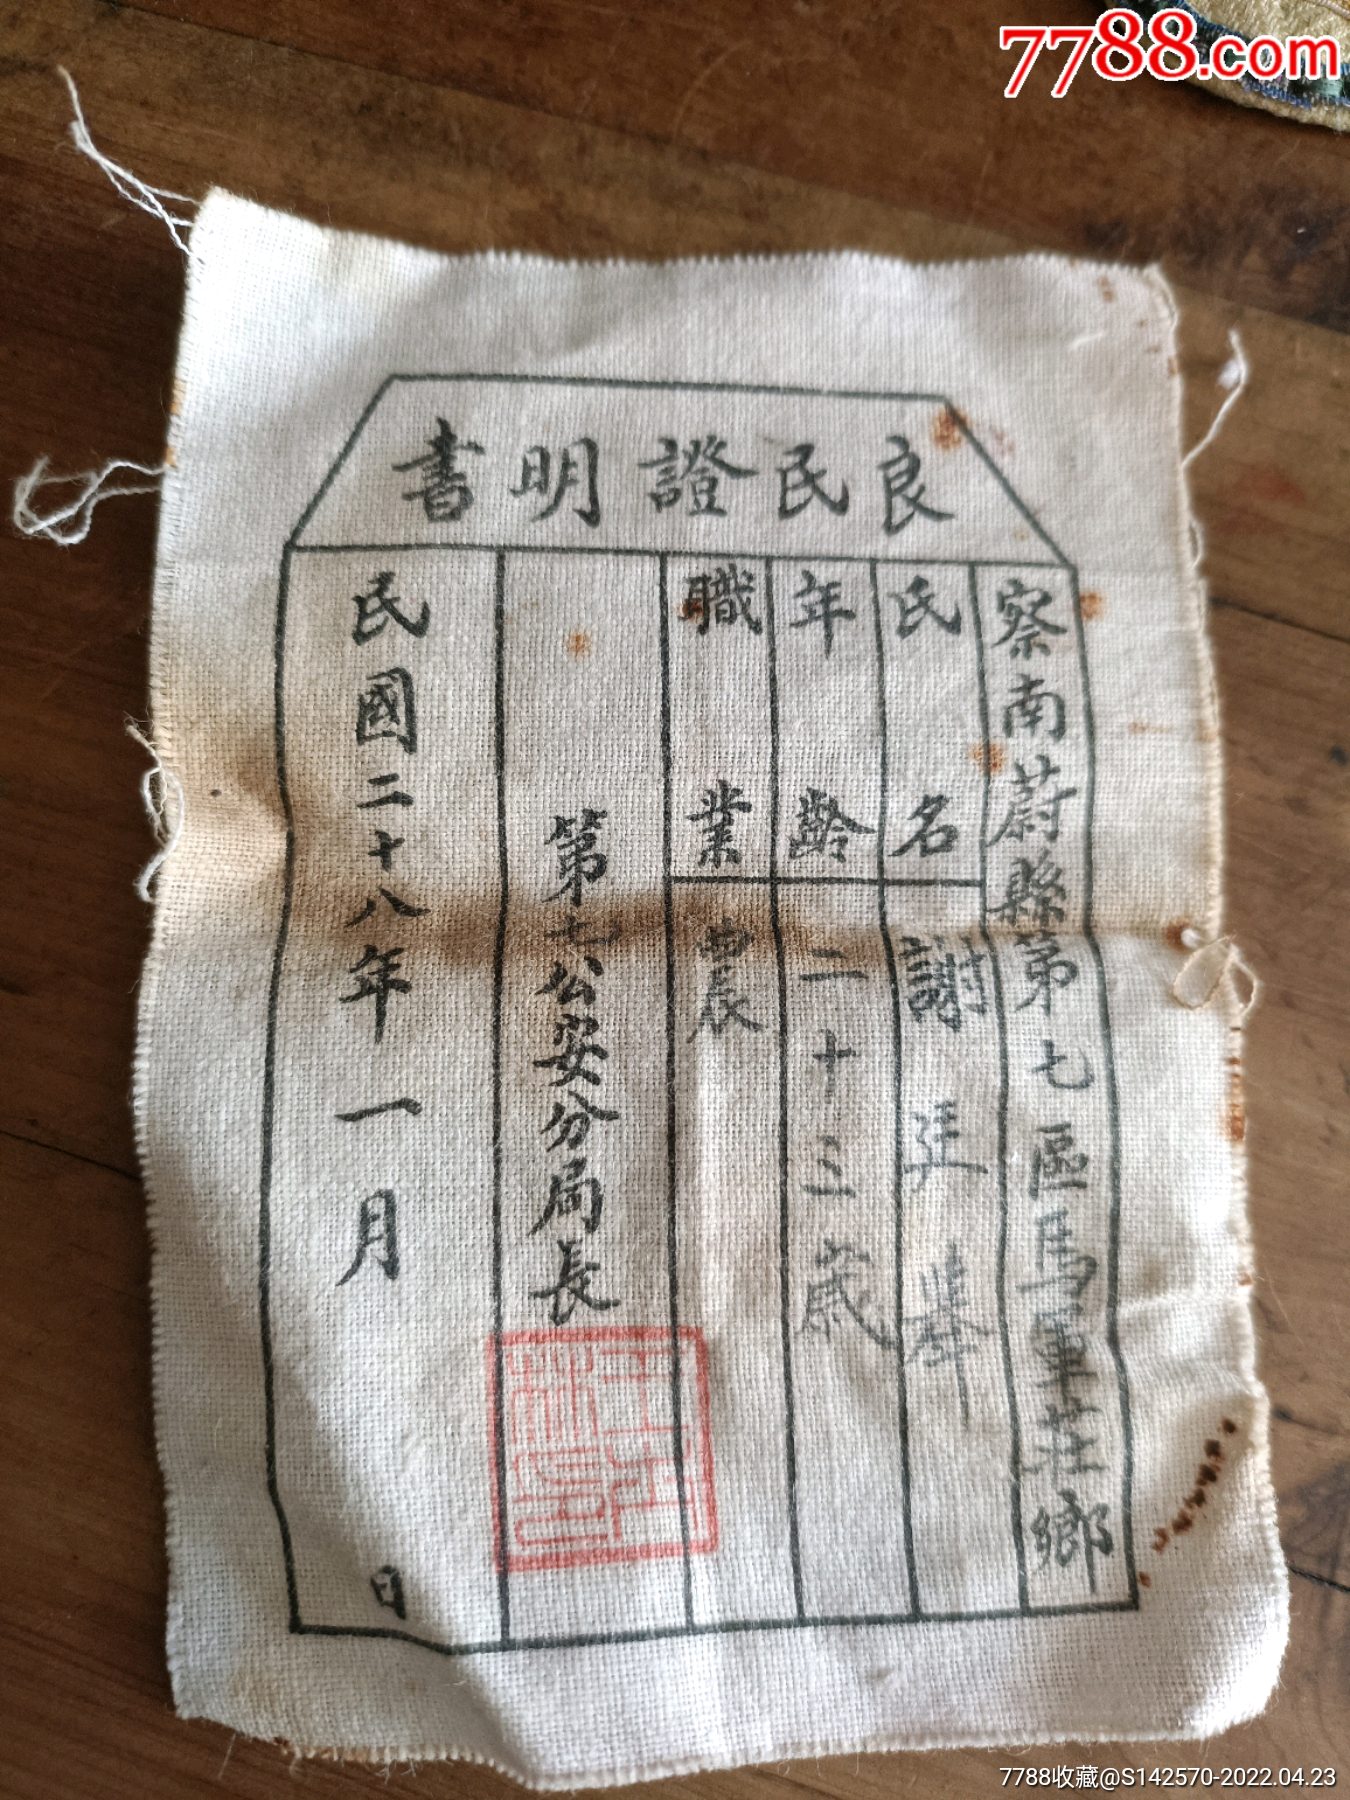 7788.com
良民證明書
察南蔚縣第七區馬軍莊鄉
氏名 謝廷舉
年齡 二十三歲
職業 農
第七公安分局長
民國二十八年一月 日
7788收藏@S142570-2022.04.23